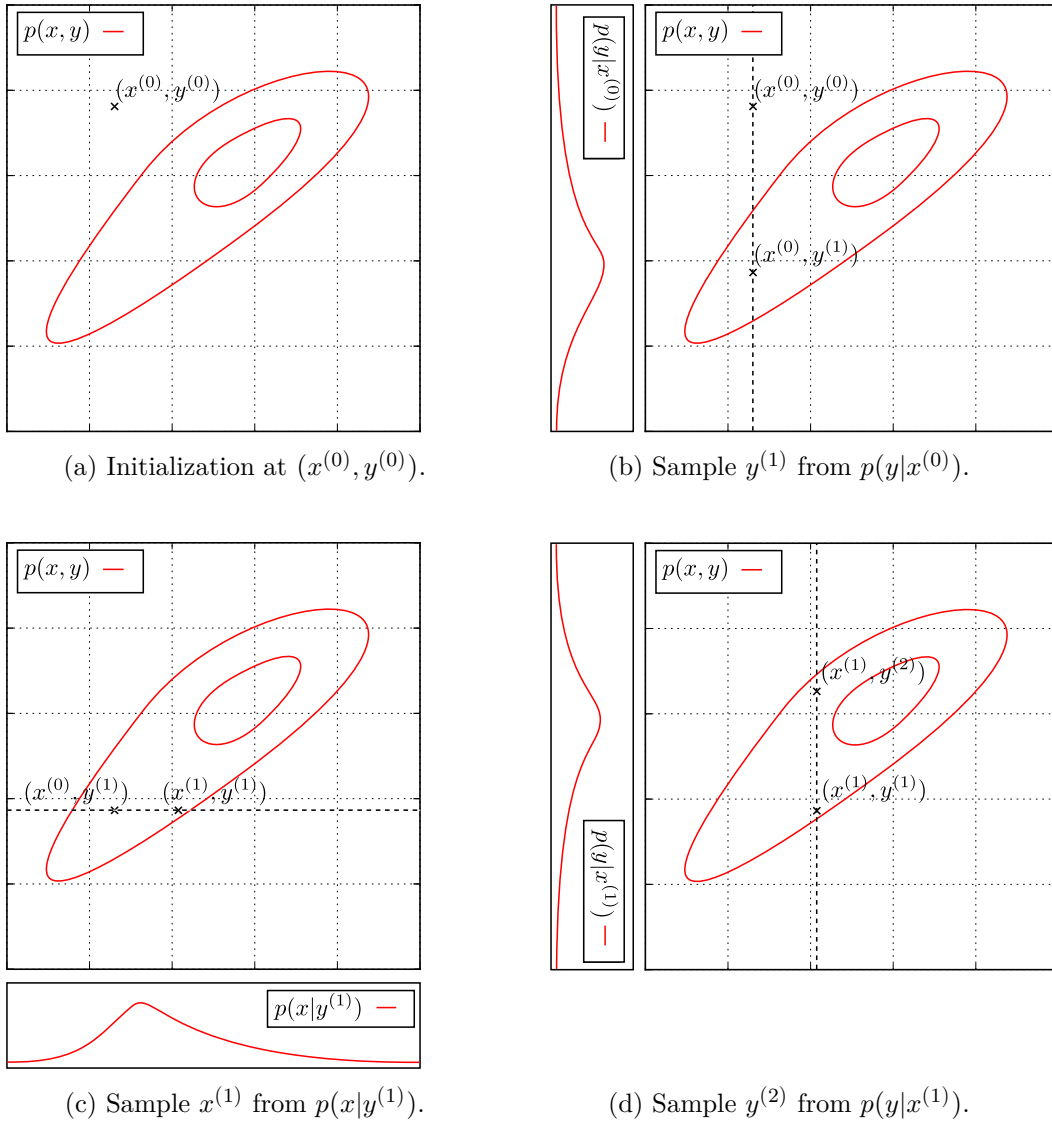 p(x, y)
(x^{(0)}, y^{(0)})
(a) Initialization at (x^{(0)}, y^{(0)}).
p(y|x^{(0)})
p(x, y)
(x^{(0)}, y^{(0)})
(x^{(0)}, y^{(1)})
(b) Sample y^{(1)} from p(y|x^{(0)}).
p(x, y)
(x^{(0)}, y^{(1)})
(x^{(1)}, y^{(1)})
p(x|y^{(1)})
(c) Sample x^{(1)} from p(x|y^{(1)}).
p(y|x^{(1)})
p(x, y)
(x^{(1)}, y^{(2)})
(x^{(1)}, y^{(1)})
(d) Sample y^{(2)} from p(y|x^{(1)}).